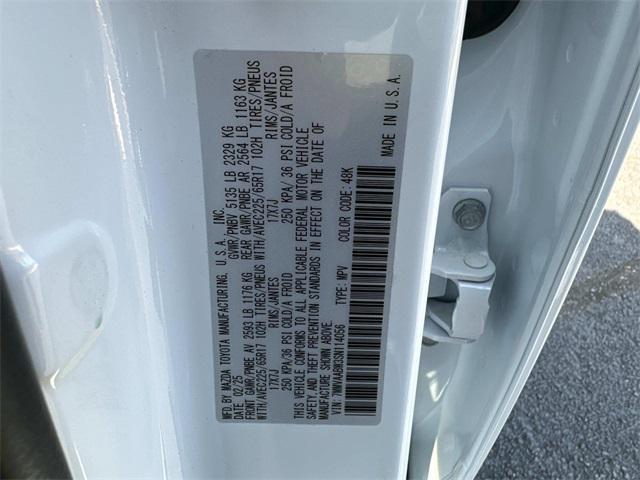 MFD. BY MAZDA TOYOTA MANUFACTURING, U.S.A., INC.
DATE 02/25 GVWR/PNBV 5135 LB 2329 KG
FRONT GAWR/PNBE AV 2593 LB 1176 KG REAR GAWR/PNBE AR 2564 LB 1163 KG
WITH/AVEC225/65R17 102H TIRES/PNEUS WITH/AVEC225/65R17 102H TIRES/PNEUS
17X7J RIMS/JANTES 17X7J RIMS/JANTES
250 KPA/36 PSI COLD/A FROID 250 KPA/ 36 PSI COLD/A FROID
THIS VEHICLE CONFORMS TO ALL APPLICABLE FEDERAL MOTOR VEHICLE
SAFETY, AND THEFT PREVENTION STANDARDS IN EFFECT ON THE DATE OF
MANUFACTURE SHOWN ABOVE.
VIN: TYPE: MPV COLOR CODE: 48K
MADE IN U.S.A.